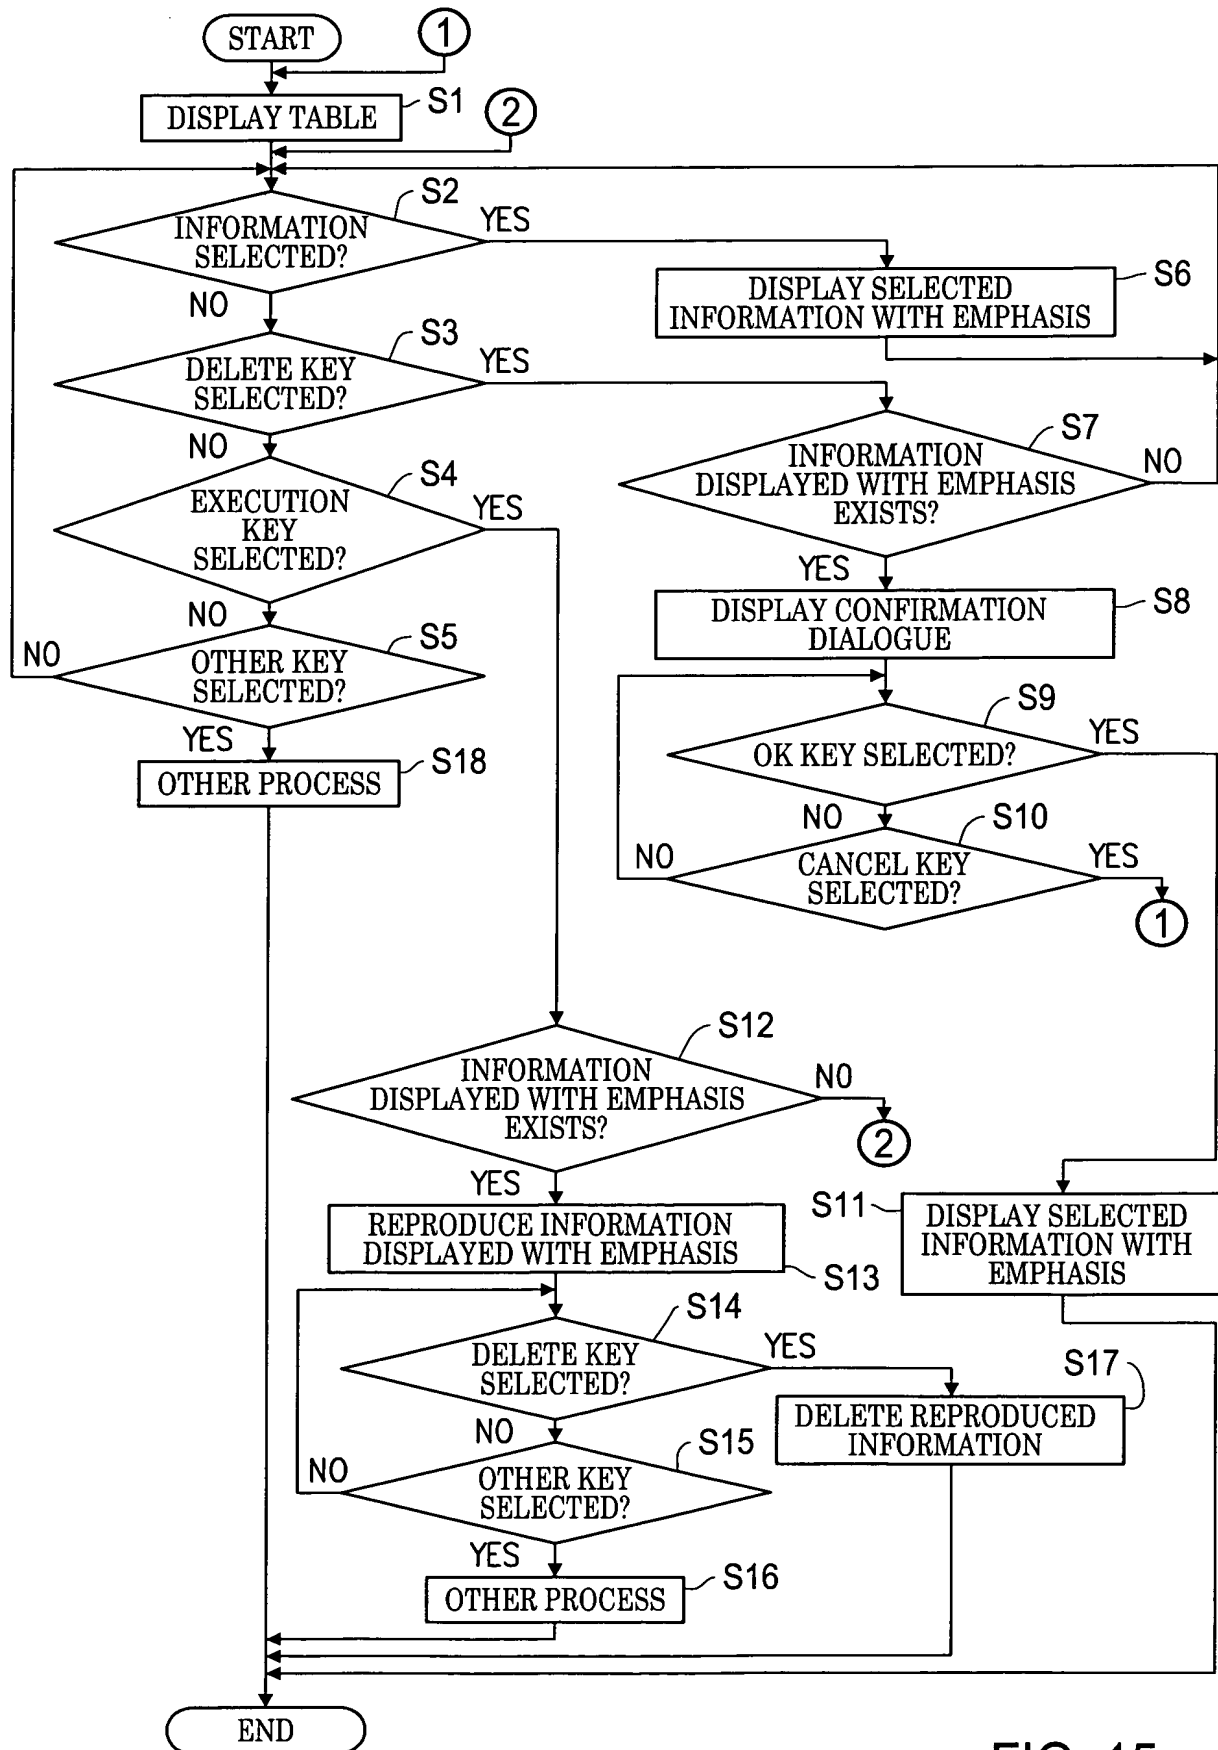 START
1
DISPLAY TABLE
S1
2
INFORMATION
SELECTED?
S2
YES
NO
DISPLAY SELECTED
INFORMATION WITH EMPHASIS
S6
DELETE KEY
SELECTED?
S3
YES
NO
INFORMATION
DISPLAYED WITH EMPHASIS
EXISTS?
S7
NO
YES
EXECUTION
KEY
SELECTED?
S4
YES
NO
DISPLAY CONFIRMATION
DIALOGUE
S8
OTHER KEY
SELECTED?
S5
NO
YES
OTHER PROCESS
S18
OK KEY SELECTED?
S9
YES
NO
CANCEL KEY
SELECTED?
S10
NO
YES
1
INFORMATION
DISPLAYED WITH EMPHASIS
EXISTS?
S12
NO
2
YES
REPRODUCE INFORMATION
DISPLAYED WITH EMPHASIS
S13
S11
DISPLAY SELECTED
INFORMATION WITH
EMPHASIS
DELETE KEY
SELECTED?
S14
YES
NO
DELETE REPRODUCED
INFORMATION
S17
OTHER KEY
SELECTED?
S15
NO
YES
OTHER PROCESS
S16
END